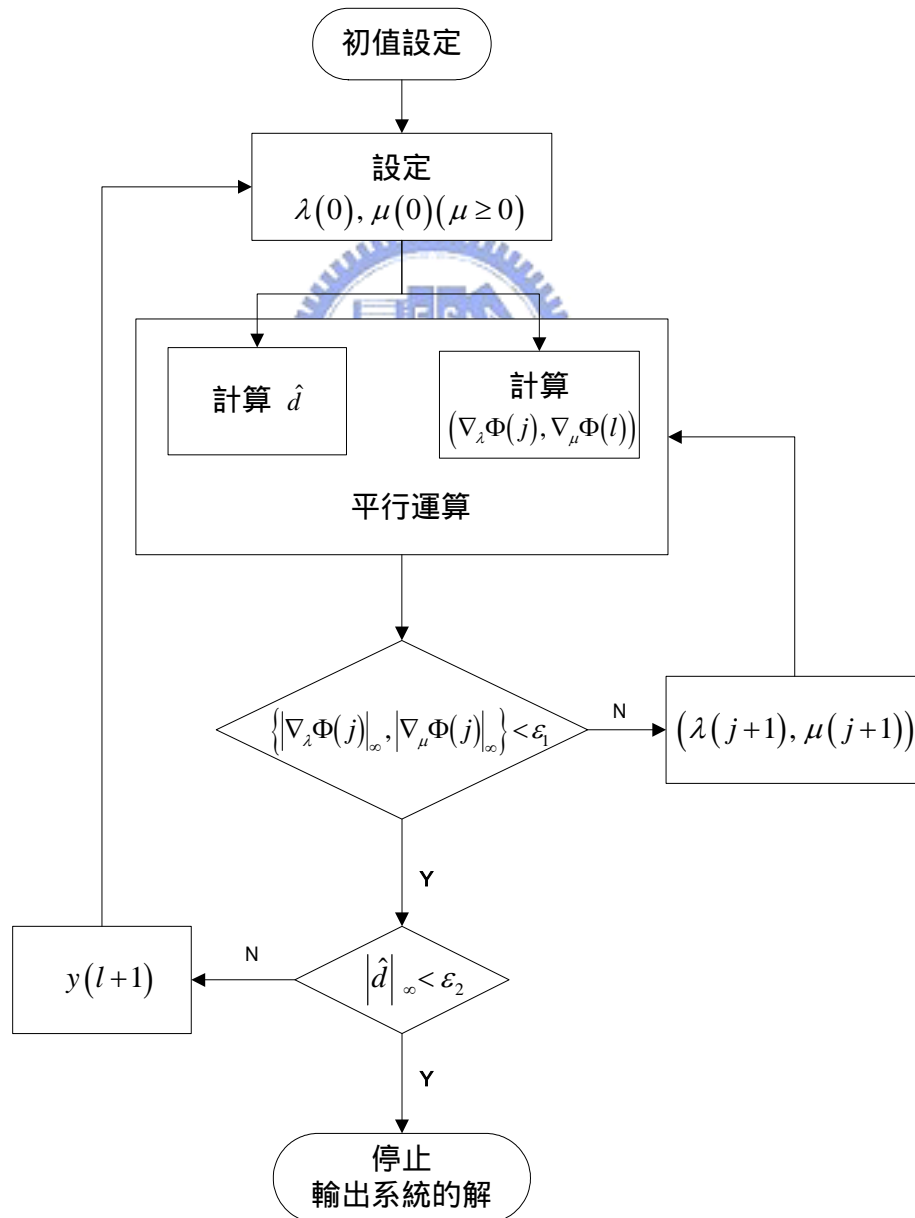 初值設定
設定
λ(0), μ(0)(μ ≥ 0)
計算 d̂
計算
(∇λΦ(j), ∇μΦ(l))
平行運算
{|∇λΦ(j)|∞, |∇μΦ(j)|∞} < ε1
N
(λ(j+1), μ(j+1))
Y
y(l+1)
N
|d̂|∞ < ε2
Y
停止
輸出系統的解